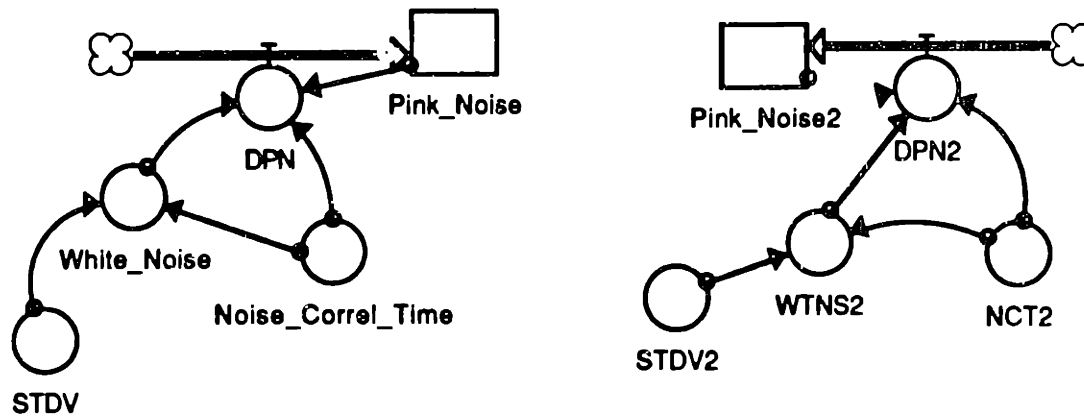 Pink_Noise
DPN
White_Noise
Noise_Correl_Time
STDV
Pink_Noise2
DPN2
WTNS2
NCT2
STDV2